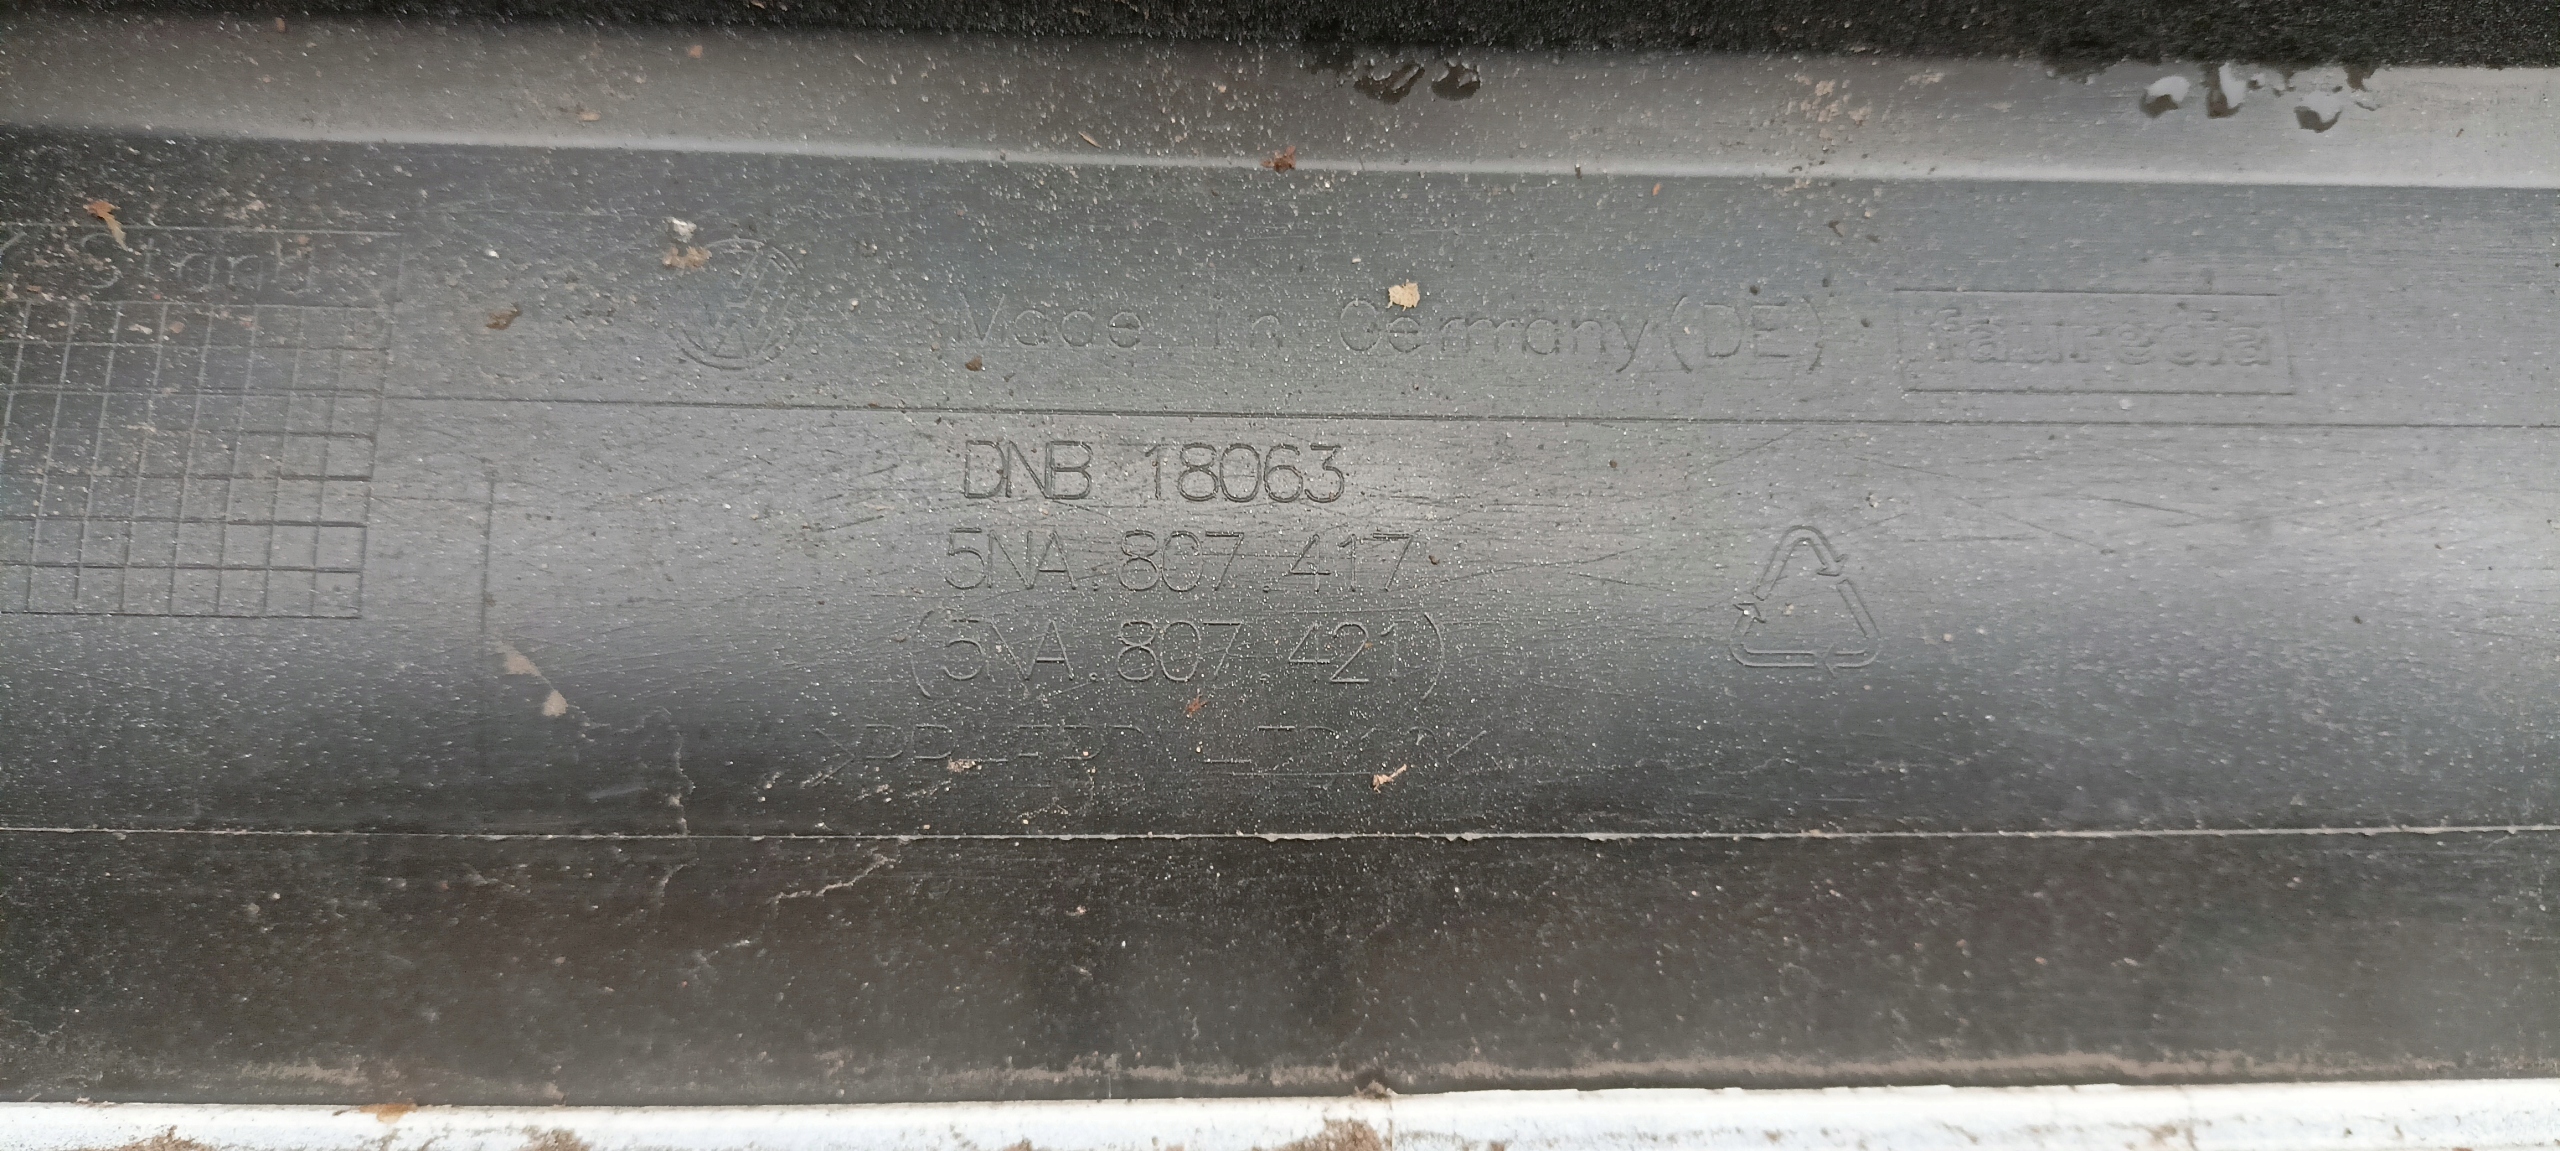 Made in Germany(DE)
faurecia
DNB 18063
5NA.807.417
(5NA.807.421)